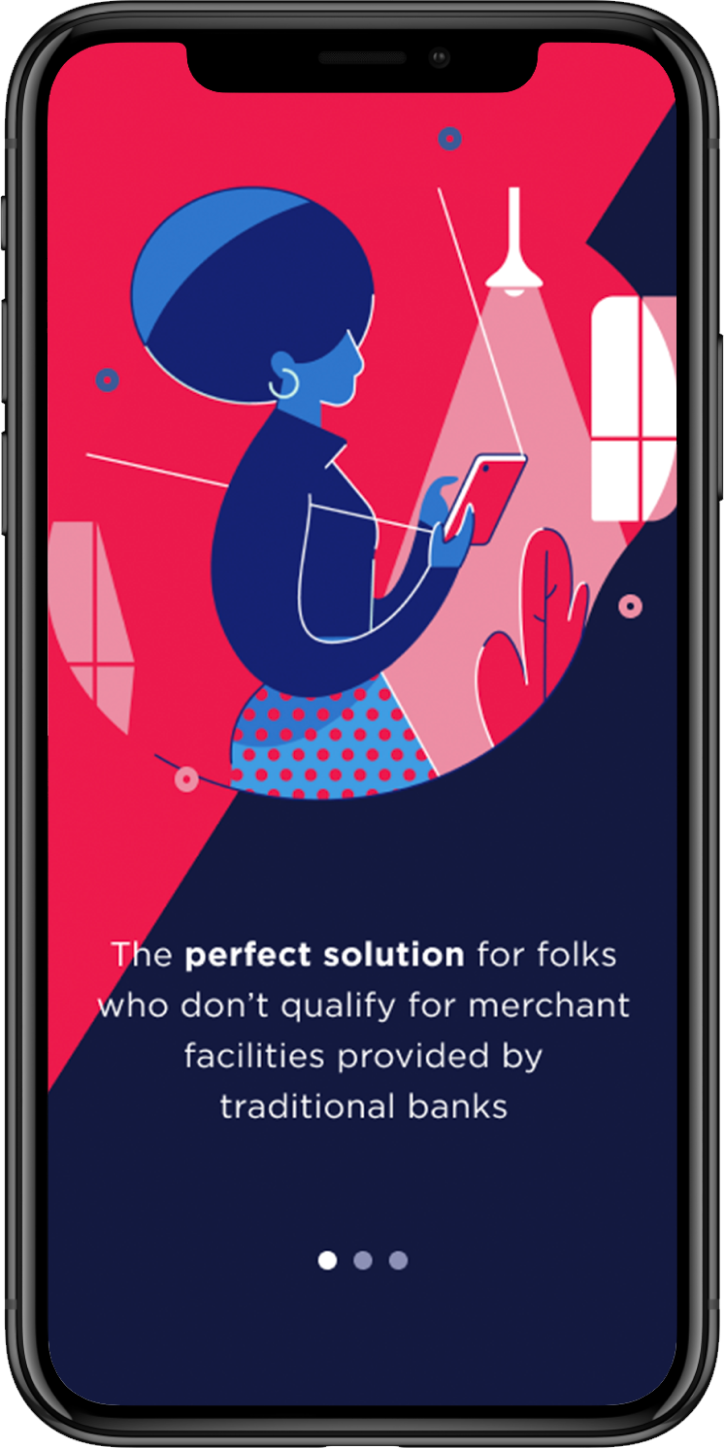 The perfect solution for folks
who don’t qualify for merchant
facilities provided by
traditional banks